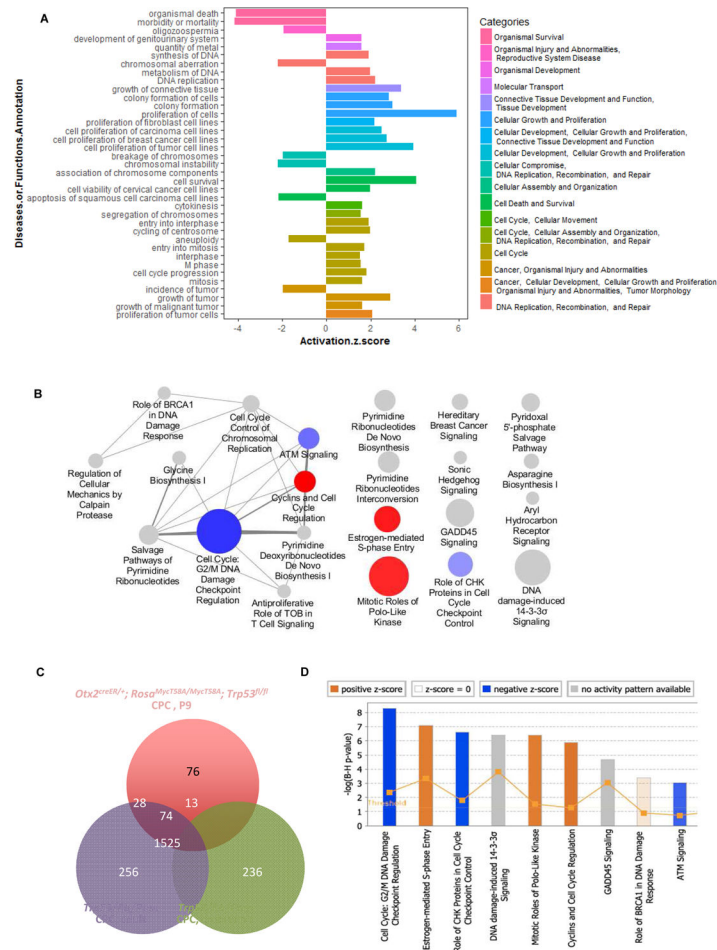 A
Diseases.or.Functions.Annotation
organismal death
morbidity or mortality
oligozoospermia
development of genitourinary system
quantity of metal
synthesis of DNA
chromosomal aberration
metabolism of DNA
DNA replication
growth of connective tissue
colony formation of cells
colony formation
proliferation of cells
proliferation of fibroblast cell lines
cell proliferation of carcinoma cell lines
cell proliferation of breast cancer cell lines
cell proliferation of tumor cell lines
breakage of chromosomes
chromosomal instability
association of chromosome components
cell survival
cell viability of cervical cancer cell lines
apoptosis of squamous cell carcinoma cell lines
cytokinesis
segregation of chromosomes
entry into interphase
cycling of centrosome
aneuploidy
entry into mitosis
interphase
M phase
cell cycle progression
mitosis
incidence of tumor
growth of tumor
growth of malignant tumor
proliferation of tumor cells
-4 -2 0 2 4 6
Activation.z.score
Categories
Organismal Survival
Organismal Injury and Abnormalities,
Reproductive System Disease
Organismal Development
Molecular Transport
Connective Tissue Development and Function,
Tissue Development
Cellular Growth and Proliferation
Cellular Development, Cellular Growth and Proliferation,
Connective Tissue Development and Function
Cellular Development, Cellular Growth and Proliferation
Cellular Compromise,
DNA Replication, Recombination, and Repair
Cellular Assembly and Organization
Cell Death and Survival
Cell Cycle, Cellular Movement
Cell Cycle, Cellular Assembly and Organization,
DNA Replication, Recombination, and Repair
Cell Cycle
Cancer, Organismal Injury and Abnormalities
Cancer, Cellular Development, Cellular Growth and Proliferation
Organismal Injury and Abnormalities, Tumor Morphology
DNA Replication, Recombination, and Repair
B
Role of BRCA1
in DNA
Damage
Response
Cell Cycle
Control of
Chromosomal
Replication
ATM Signaling
Regulation of
Cellular
Mechanics by
Calpain
Protease
Glycine
Biosynthesis I
Cyclins and Cell
Cycle
Regulation
Salvage
Pathways of
Pyrimidine
Ribonucleotides
Cell Cycle:
G2/M DNA
Damage
Checkpoint
Regulation
Pyrimidine
Deoxyribonucleotides
De Novo
Biosynthesis I
Antiproliferative
Role of TOB in
T Cell Signaling
Pyrimidine
Ribonucleotides
De Novo
Biosynthesis
Hereditary
Breast Cancer
Signaling
Pyridoxal
5'-phosphate
Salvage
Pathway
Pyrimidine
Ribonucleotides
Interconversion
Sonic
Hedgehog
Signaling
Asparagine
Biosynthesis I
Estrogen-mediated
S-phase Entry
GADD45
Signaling
Aryl
Hydrocarbon
Receptor
Signaling
Mitotic Roles of
Polo-Like
Kinase
Role of CHK
Proteins in Cell
Cycle
Checkpoint
Control
DNA
damage-induced
14-3-3σ
Signaling
C
Otx2creER/+; RosaMycT58A/MycT58A; Trp53fl/fl
CPC , P9
76
28
13
74
1525
256
236
D
positive z-score
z-score = 0
negative z-score
no activity pattern available
-log(B-H p-value)
8
7
6
5
4
3
2
1
0
Threshold
Cell Cycle: G2/M DNA Damage
Checkpoint Regulation
Estrogen-mediated S-phase Entry
Role of CHK Proteins in Cell Cycle
Checkpoint Control
DNA damage-induced 14-3-3σ
Signaling
Mitotic Roles of Polo-Like Kinase
Cyclins and Cell Cycle Regulation
GADD45 Signaling
Role of BRCA1 in DNA Damage
Response
ATM Signaling